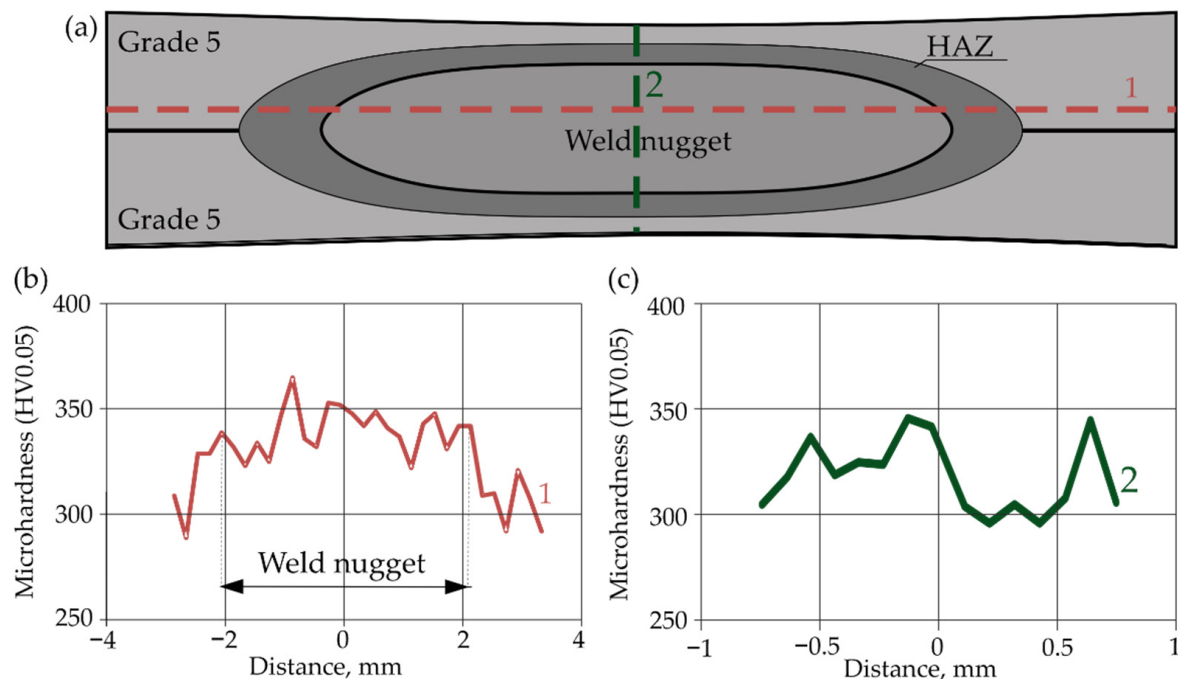 (a)
Grade 5
HAZ
2
1
Weld nugget
Grade 5
(b)
Microhardness (HV0.05)
400
350
300
250
1
Weld nugget
−4
−2
0
2
4
Distance, mm
(c)
Microhardness (HV0.05)
400
350
300
250
2
−1
−0.5
0
0.5
1
Distance, mm